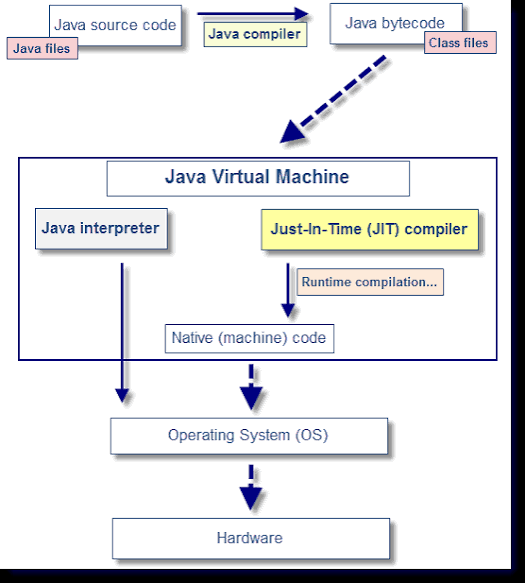 Java source code
Java files
Java compiler
Java bytecode
Class files
Java Virtual Machine
Java interpreter
Just-In-Time (JIT) compiler
Runtime compilation...
Native (machine) code
Operating System (OS)
Hardware